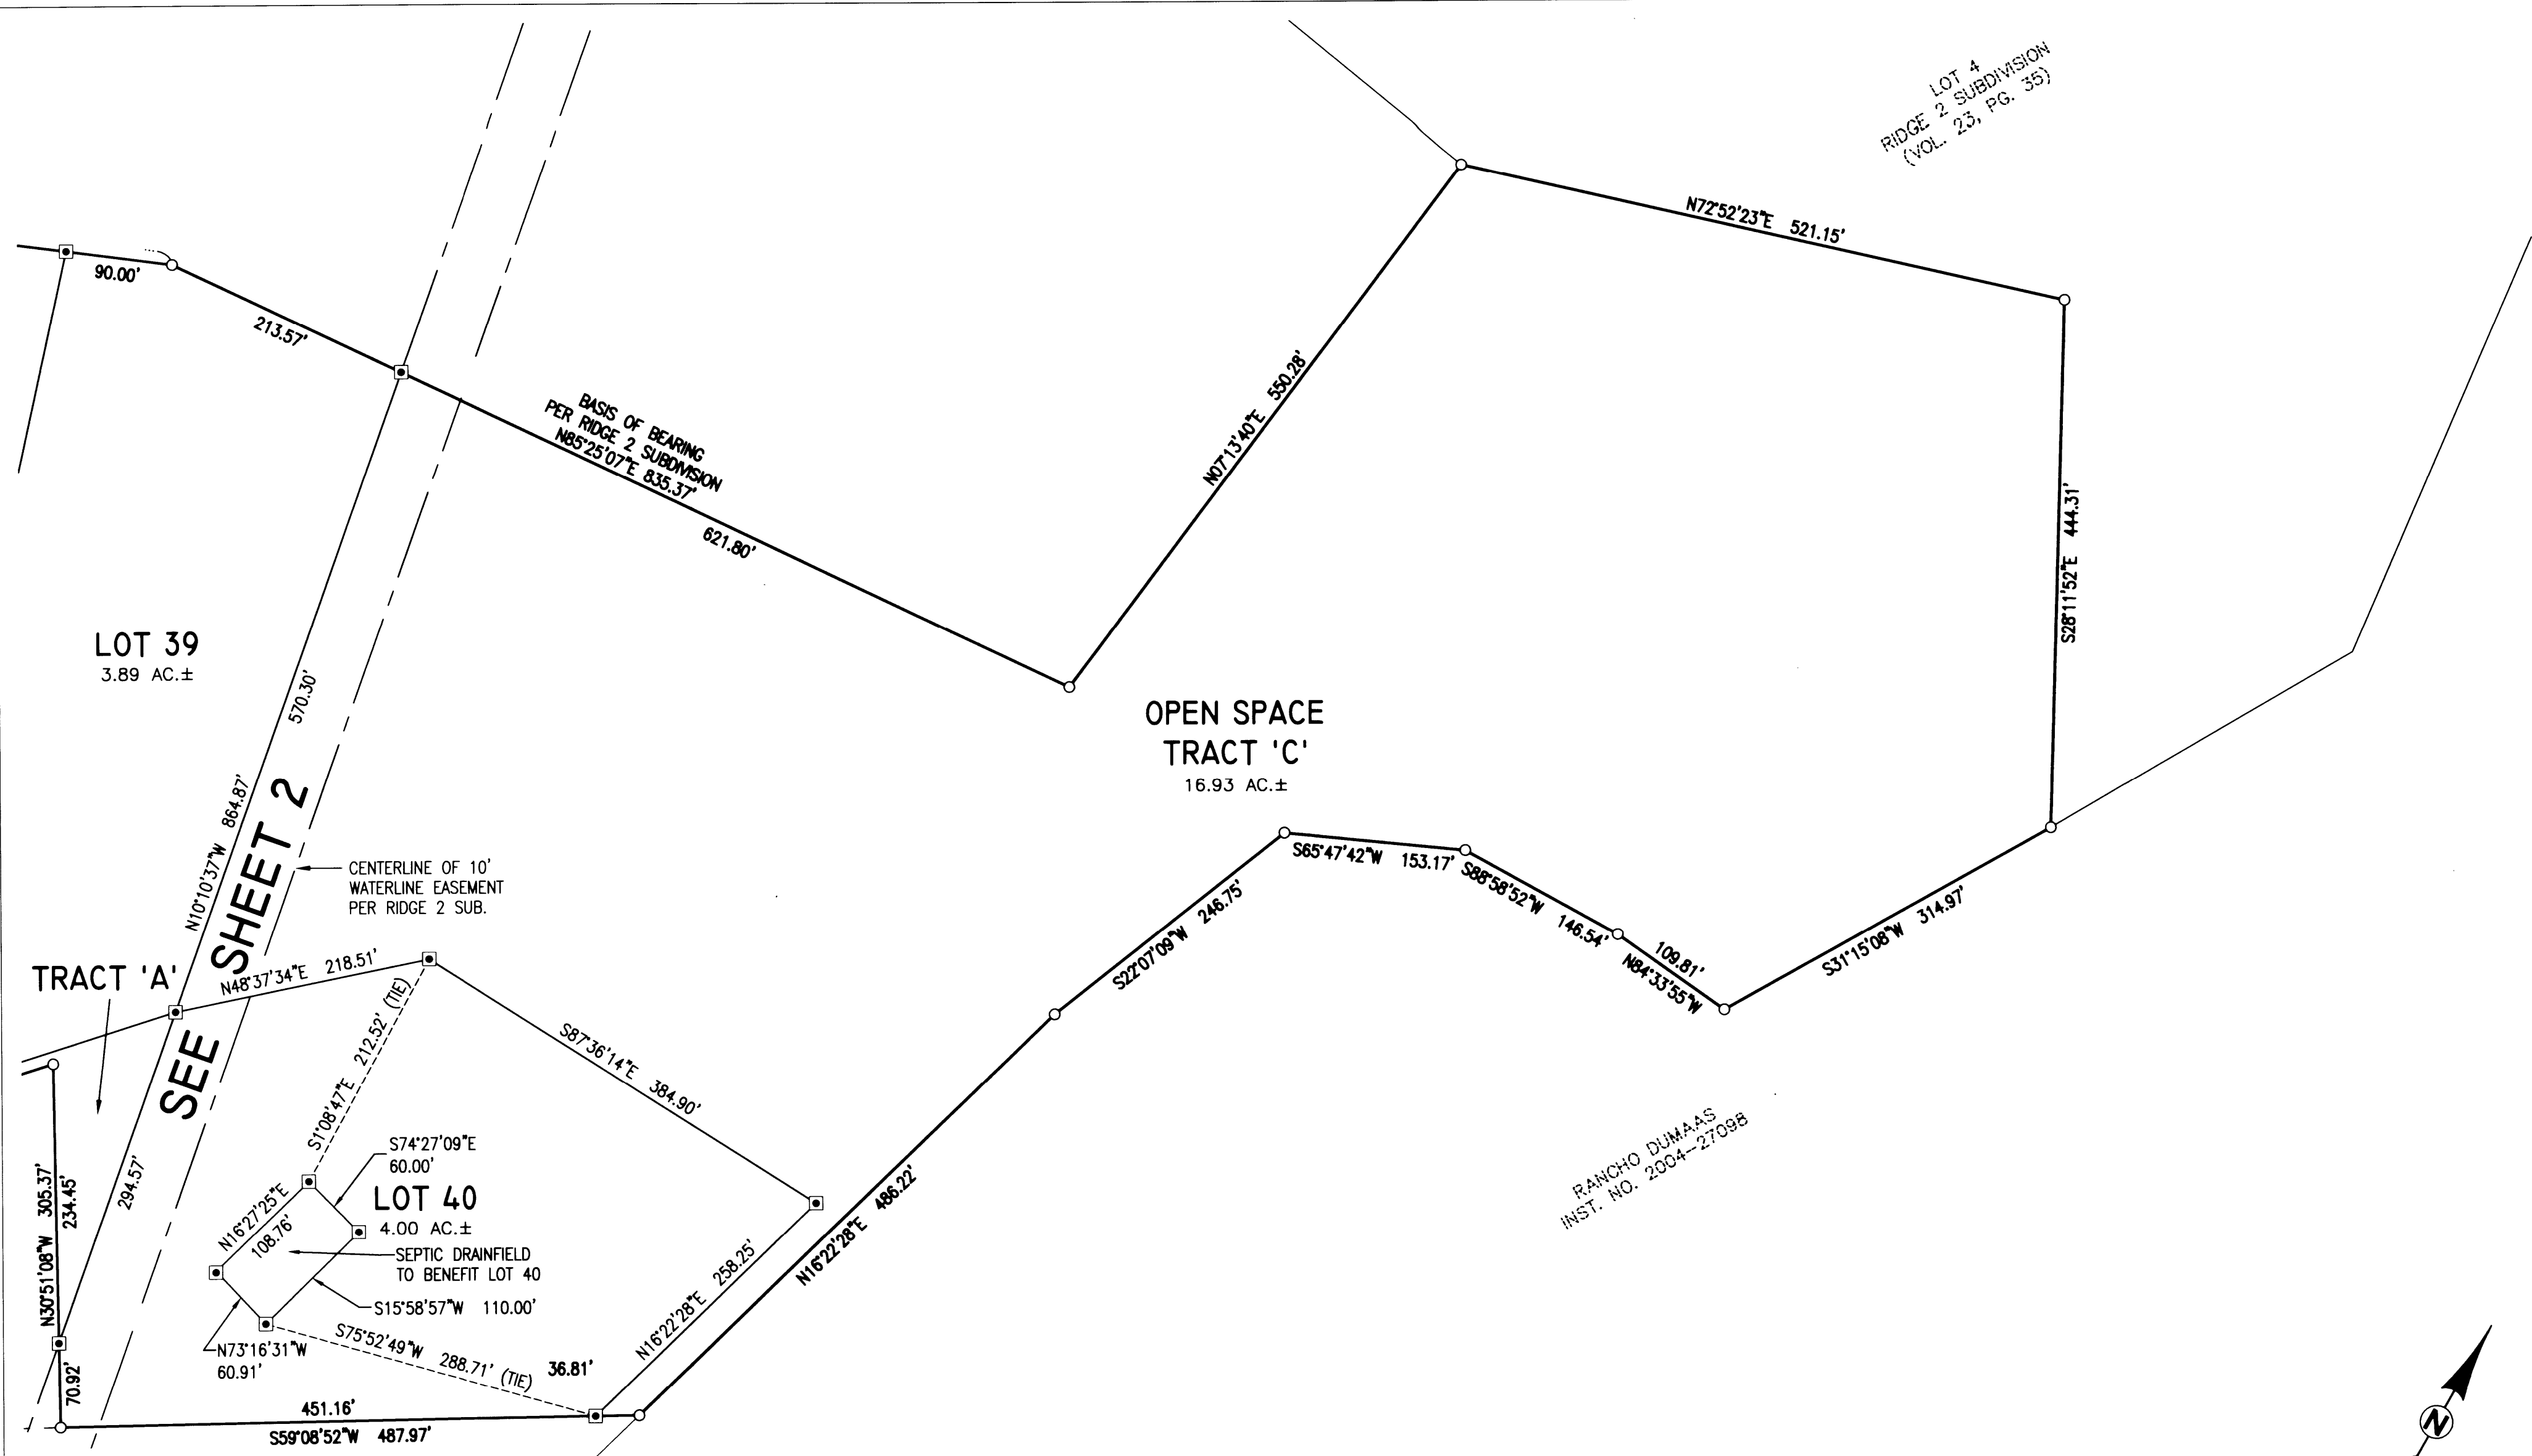 LOT 4
RIDGE 2 SUBDIVISION
(VOL. 23, PG. 35)
N72°52'23"E 521.15'
90.00'
213.57'
BASIS OF BEARING
PER RIDGE 2 SUBDIVISION
N85°25'07"E 835.37'
621.80'
N07°13'40"E 550.28'
S28°11'52"E 444.31'
LOT 39
3.89 AC.±
570.30'
N10°10'37"W 864.87'
SEE SHEET 2
OPEN SPACE
TRACT 'C'
16.93 AC.±
CENTERLINE OF 10'
WATERLINE EASEMENT
PER RIDGE 2 SUB.
S65°47'42"W 153.17'
S88°58'52"W 146.54'
109.81'
N84°33'55"W
S31°15'08"W 314.97'
S22°07'09"W 246.75'
TRACT 'A'
N48°37'34"E 218.51'
S1°08'47"E 212.52' (TIE)
S87°36'14"E 384.90'
294.57'
N30°51'08"W 305.37'
234.45'
S74°27'09"E
60.00'
LOT 40
4.00 AC.±
N16°27'25"E
108.76'
SEPTIC DRAINFIELD
TO BENEFIT LOT 40
S15°58'57"W 110.00'
N73°16'31"W
60.91'
S75°52'49"W 288.71' (TIE)
36.81'
N16°22'28"E 258.25'
N16°22'28"E 486.22'
70.92'
451.16'
S59°08'52"W 487.97'
RANCHO DUMAAS
INST. NO. 2004-27098
N